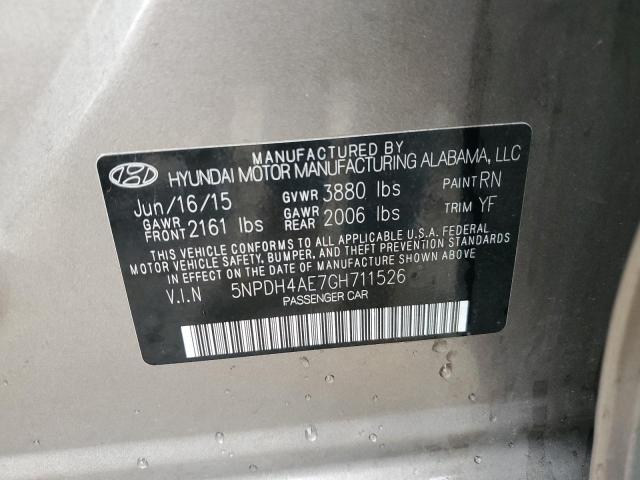 MANUFACTURED BY
HYUNDAI MOTOR MANUFACTURING ALABAMA, LLC
Jun/16/15 GVWR 3880 lbs PAINT RN
GAWR FRONT 2161 lbs GAWR REAR 2006 lbs TRIM YF
THIS VEHICLE CONFORMS TO ALL APPLICABLE U.S.A. FEDERAL
MOTOR VEHICLE SAFETY, BUMPER, AND THEFT PREVENTION STANDARDS
IN EFFECT ON THE DATE OF MANUFACTURE SHOWN ABOVE
V.I.N 5NPDH4AE7GH711526
PASSENGER CAR